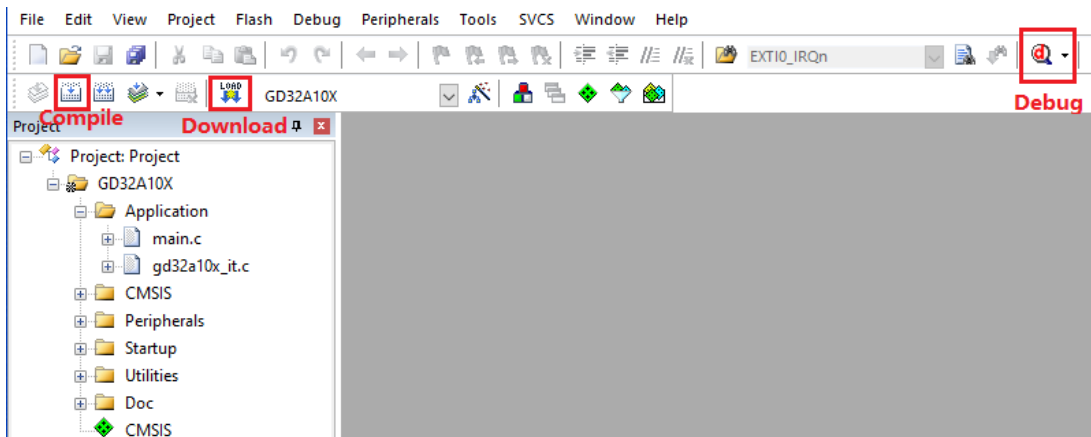 File Edit View Project Flash Debug Peripherals Tools SVCS Window Help
EXTI0_IRQn
LOAD
GD32A10X
Debug
Compile
Download
Project
Project: Project
GD32A10X
Application
main.c
gd32a10x_it.c
CMSIS
Peripherals
Startup
Utilities
Doc
CMSIS